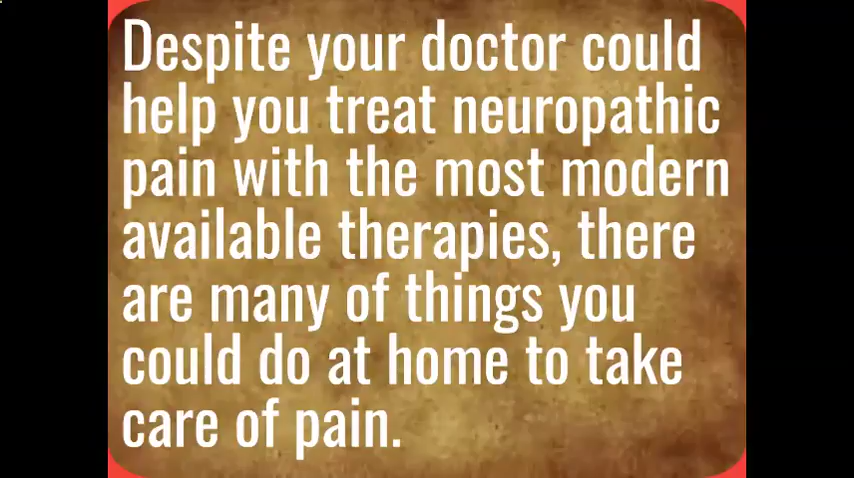 Despite your doctor could
help you treat neuropathic
pain with the most modern
available therapies, there
are many of things you
could do at home to take
care of pain.